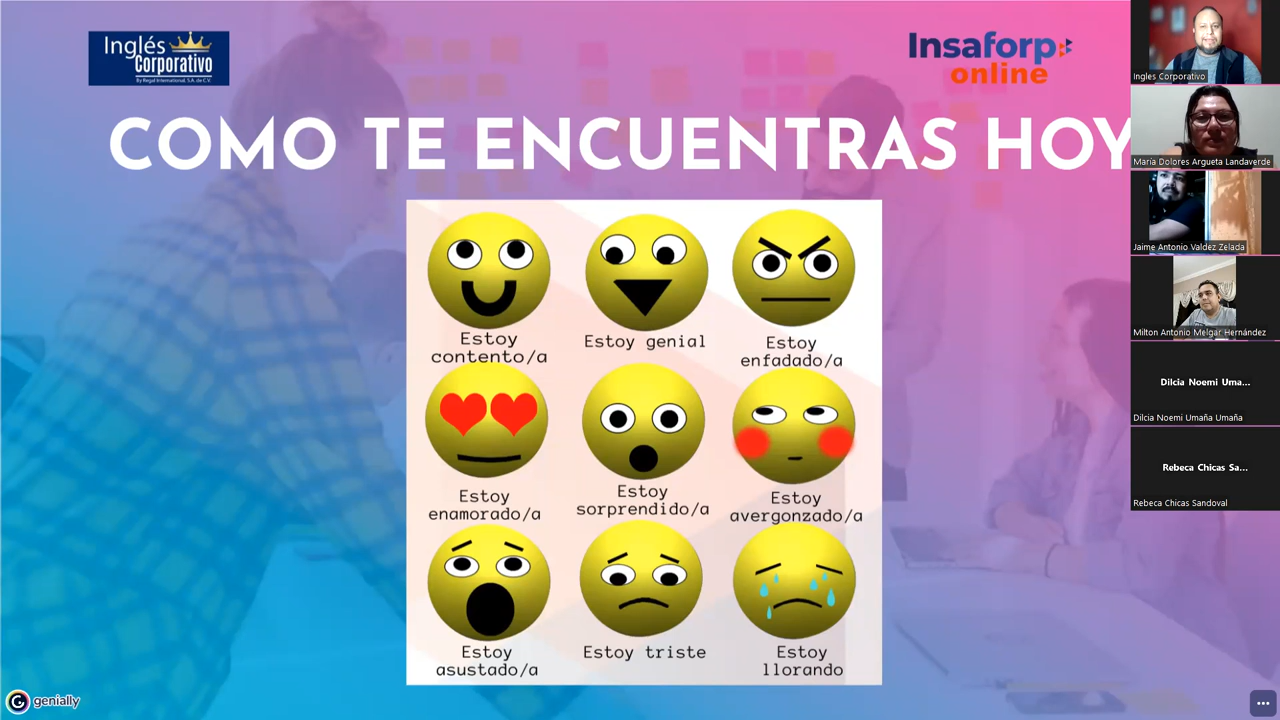 Inglés
Corporativo
By Regal International, S.A. de C.V.
Insaforp
online
COMO TE ENCUENTRAS HOY
Estoy
contento/a
Estoy genial
Estoy
enfadado/a
Estoy
enamorado/a
Estoy
sorprendido/a
Estoy
avergonzado/a
Estoy
asustado/a
Estoy triste
Estoy
llorando
Ingles Corporativo
María Dolores Argueta Landaverde
Jaime Antonio Valdez Zelada
Milton Antonio Melgar Hernández
Dilcia Noemi Uma...
Dilcia Noemi Umaña Umaña
Rebeca Chicas Sa...
Rebeca Chicas Sandoval
genially